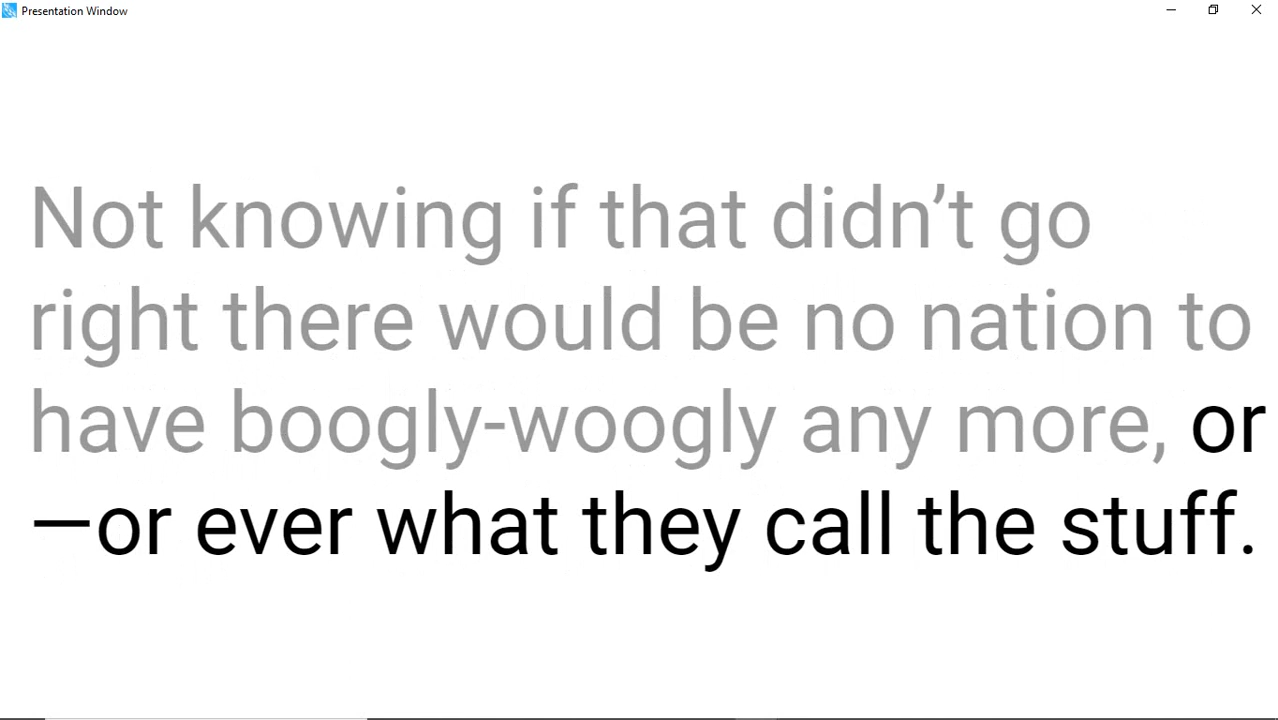 Presentation Window
Not knowing if that didn’t go
right there would be no nation to
have boogly-woogly any more, or
—or ever what they call the stuff.